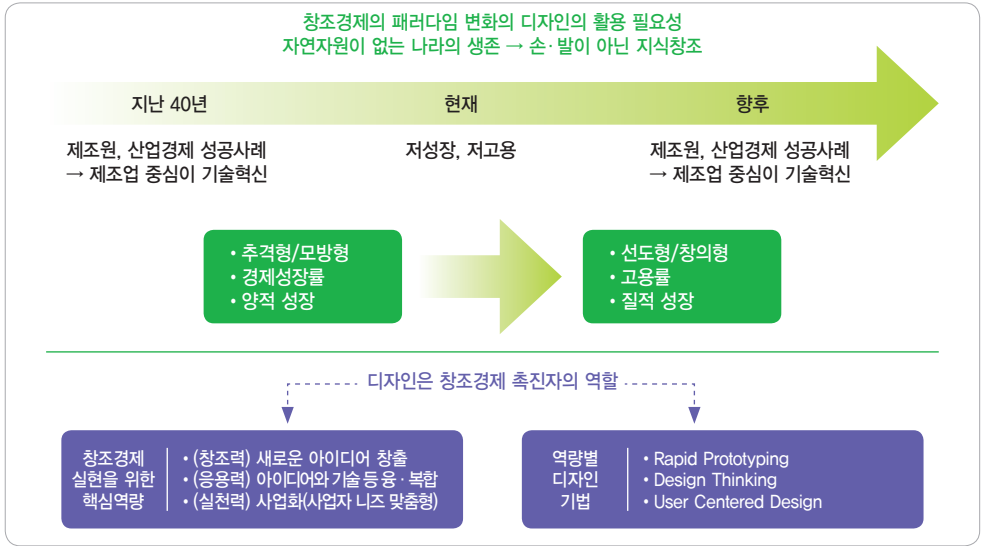 창조경제의 패러다임 변화의 디자인의 활용 필요성
자연자원이 없는 나라의 생존 → 손·발이 아닌 지식창조
지난 40년
현재
향후
제조원, 산업경제 성공사례
→ 제조업 중심이 기술혁신
저성장, 저고용
제조원, 산업경제 성공사례
→ 제조업 중심이 기술혁신
• 추격형/모방형
• 경제성장률
• 양적 성장
• 선도형/창의형
• 고용률
• 질적 성장
디자인은 창조경제 촉진자의 역할
창조경제
실현을 위한
핵심역량
• (창조력) 새로운 아이디어 창출
• (응용력) 아이디어와 기술 등 융·복합
• (실천력) 사업화(사업자 니즈 맞춤형)
역량별
디자인
기법
• Rapid Prototyping
• Design Thinking
• User Centered Design